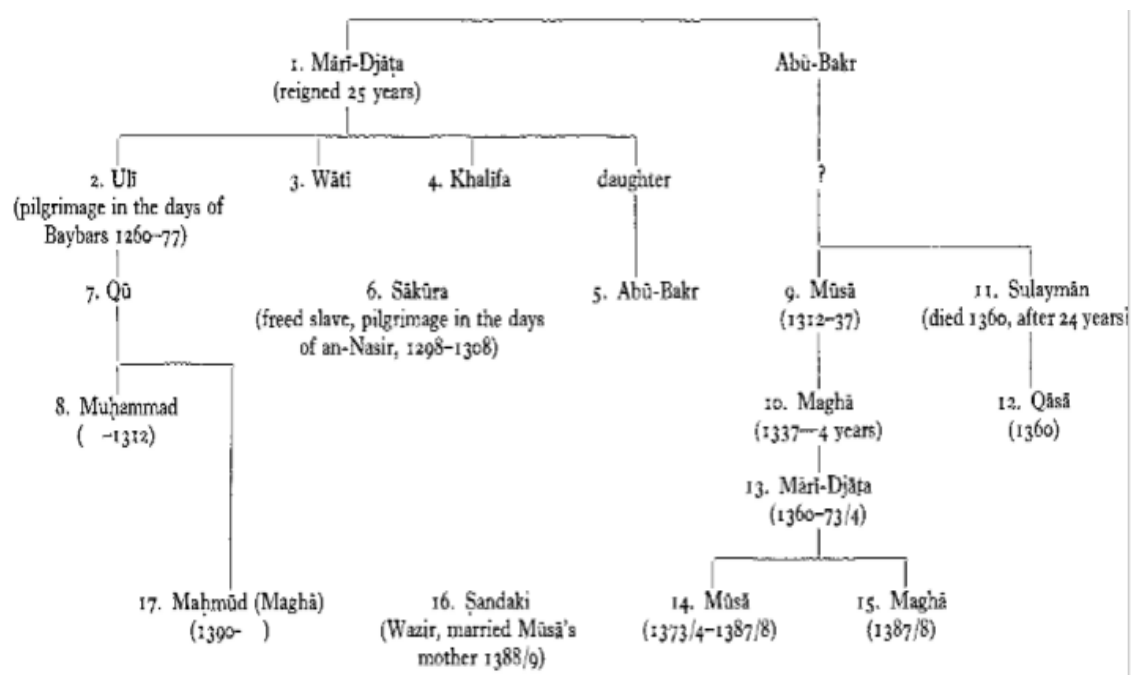 1. Mārī-Djāṭa
(reigned 25 years)
Abū-Bakr
2. Ulī
(pilgrimage in the days of
Baybars 1260–77)
3. Wātī
4. Khalīfa
daughter
?
7. Qū
6. Sākūra
(freed slave, pilgrimage in the days
of an-Nasir, 1298–1308)
5. Abū-Bakr
9. Mūsā
(1312–37)
11. Sulaymān
(died 1360, after 24 years)
8. Muḥammad
( –1312)
10. Maghā
(1337—4 years)
12. Qāsā
(1360)
13. Mārī-Djāṭa
(1360–73/4)
17. Maḥmūd (Maghā)
(1390- )
16. Ṣandaki
(Wazir, married Mūsā's
mother 1388/9)
14. Mūsā
(1373/4–1387/8)
15. Maghā
(1387/8)